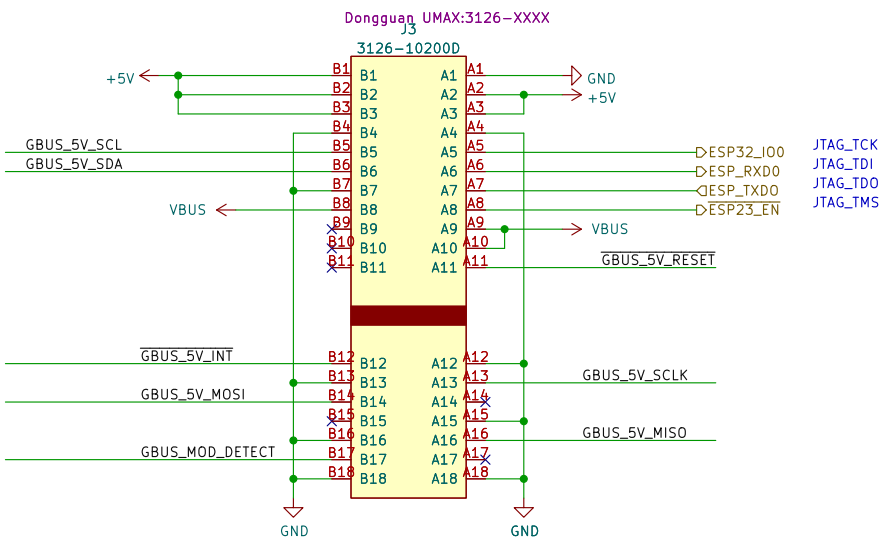 Dongguan UMAX:3126-XXXX
J3
3126-10200D
+5V B1 B1 A1 A1 GND
B2 B2 A2 A2 +5V
B3 B3 A3 A3
B4 B4 A4 A4
GBUS_5V_SCL B5 B5 A5 A5 ESP32_IO0 JTAG_TCK
GBUS_5V_SDA B6 B6 A6 A6 ESP_RXD0 JTAG_TDI
B7 B7 A7 A7 ESP_TXD0 JTAG_TDO
VBUS B8 B8 A8 A8 ESP23_EN JTAG_TMS
B9 B9 A9 A9 VBUS
B10 B10 A10 A10
B11 B11 A11 A11 GBUS_5V_RESET
GBUS_5V_INT B12 B12 A12 A12
B13 B13 A13 A13 GBUS_5V_SCLK
GBUS_5V_MOSI B14 B14 A14 A14
B15 B15 A15 A15
B16 B16 A16 A16 GBUS_5V_MISO
GBUS_MOD_DETECT B17 B17 A17 A17
B18 B18 A18 A18
GND GND